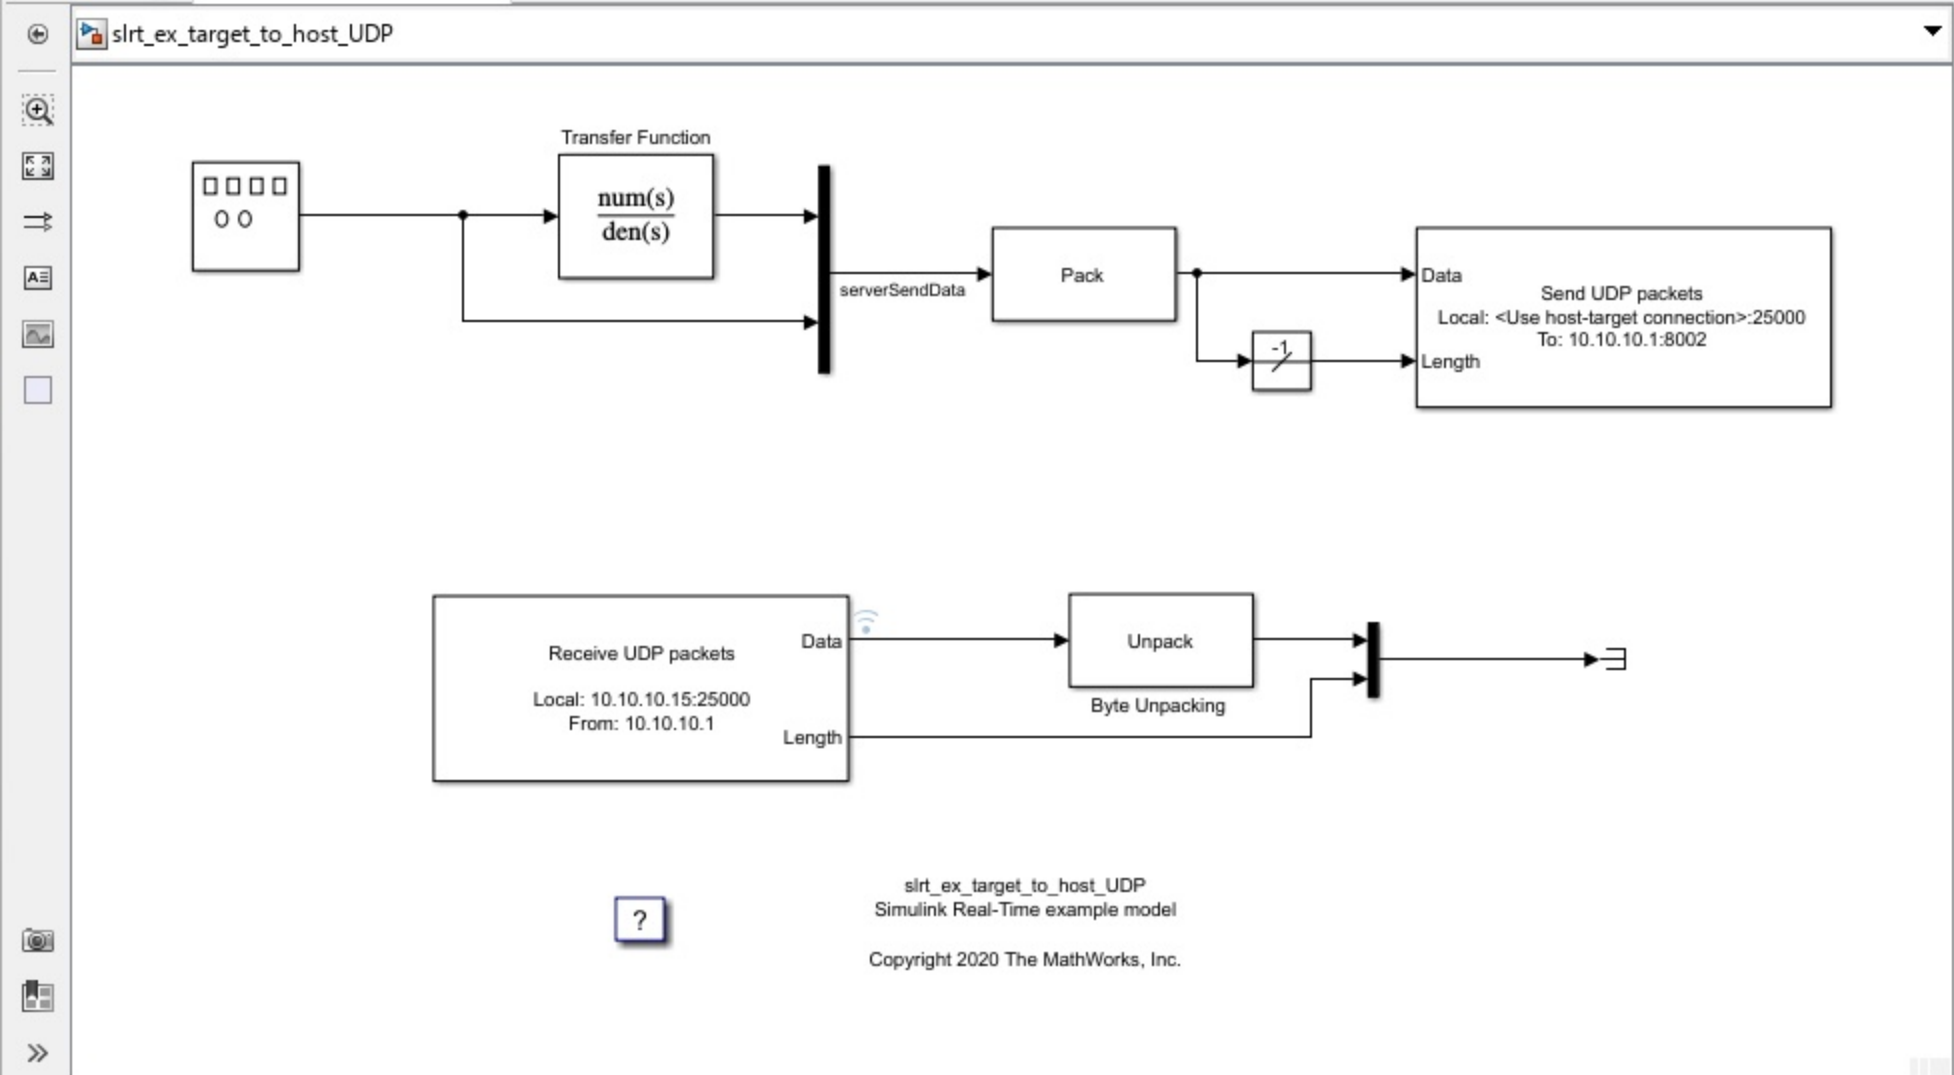 slrt_ex_target_to_host_UDP
Transfer Function
num(s)
den(s)
serverSendData
Pack
-1
Data
Length
Send UDP packets
Local: <Use host-target connection>:25000
To: 10.10.10.1:8002
Receive UDP packets
Local: 10.10.10.15:25000
From: 10.10.10.1
Data
Length
Unpack
Byte Unpacking
?
slrt_ex_target_to_host_UDP
Simulink Real-Time example model
Copyright 2020 The MathWorks, Inc.